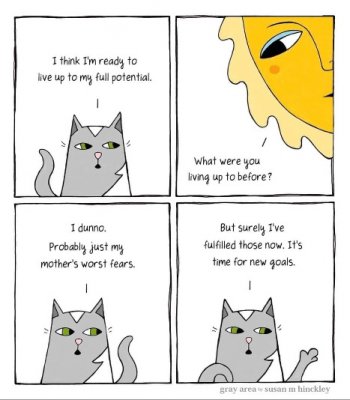 I think I'm ready to
live up to my full potential.
What were you
living up to before?
I dunno.
Probably just my
mother's worst fears.
But surely I've
fulfilled those now. It's
time for new goals.
gray area by susan m hinckley